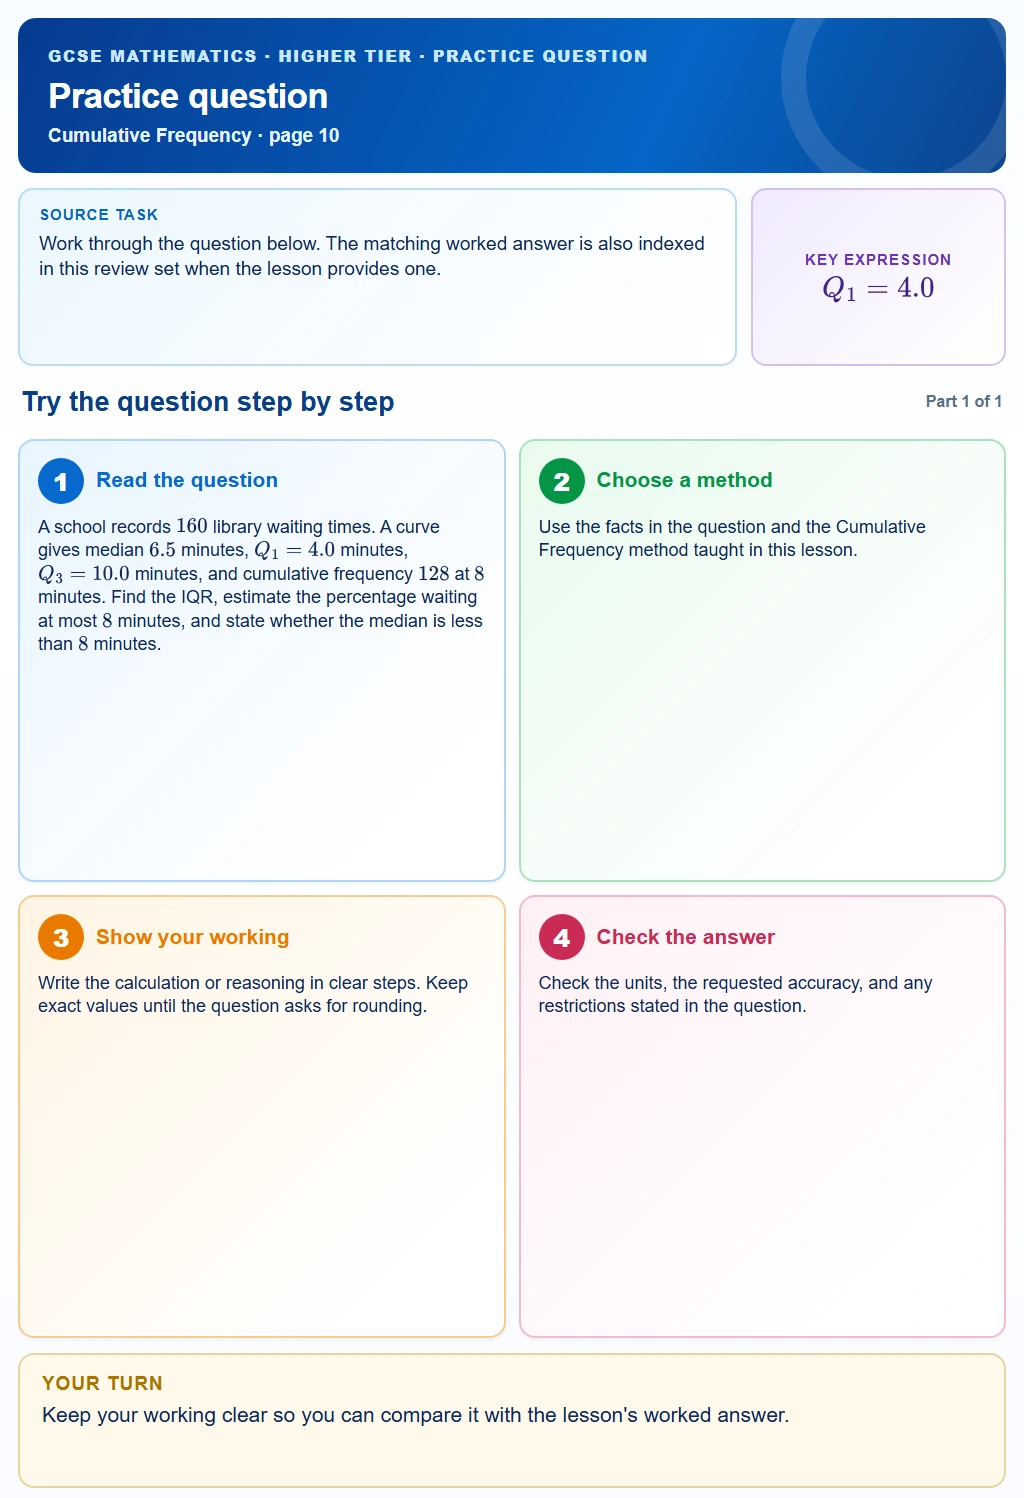 GCSE MATHEMATICS · HIGHER TIER · PRACTICE QUESTION
Practice question
Cumulative Frequency · page 10
SOURCE TASK
Work through the question below. The matching worked answer is also indexed
in this review set when the lesson provides one.
KEY EXPRESSION
Q₁ = 4.0
Try the question step by step
Part 1 of 1
1 Read the question
A school records 160 library waiting times. A curve
gives median 6.5 minutes, Q₁ = 4.0 minutes,
Q₃ = 10.0 minutes, and cumulative frequency 128 at 8
minutes. Find the IQR, estimate the percentage waiting
at most 8 minutes, and state whether the median is less
than 8 minutes.
2 Choose a method
Use the facts in the question and the Cumulative
Frequency method taught in this lesson.
3 Show your working
Write the calculation or reasoning in clear steps. Keep
exact values until the question asks for rounding.
4 Check the answer
Check the units, the requested accuracy, and any
restrictions stated in the question.
YOUR TURN
Keep your working clear so you can compare it with the lesson's worked answer.